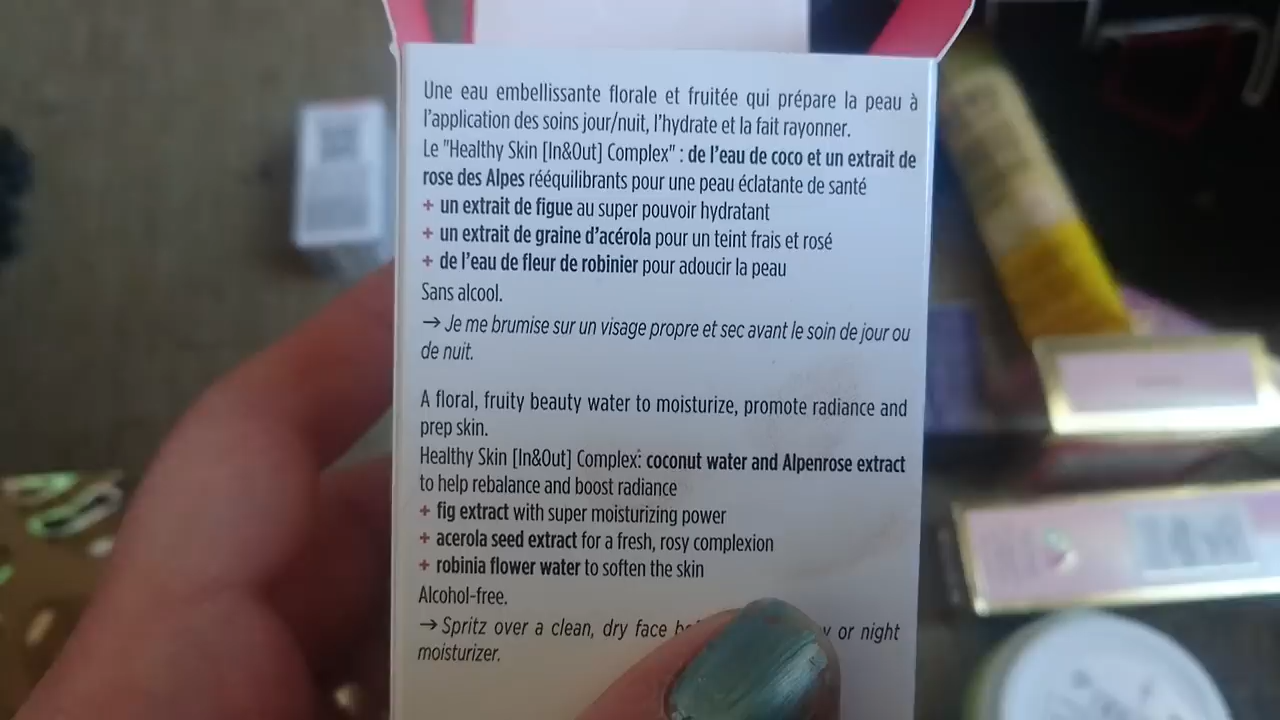 Une eau embellissante florale et fruitée qui prépare la peau à
l'application des soins jour/nuit, l'hydrate et la fait rayonner.
Le "Healthy Skin [In&Out] Complex" : de l'eau de coco et un extrait de
rose des Alpes rééquilibrants pour une peau éclatante de santé
+ un extrait de figue au super pouvoir hydratant
+ un extrait de graine d'acérola pour un teint frais et rosé
+ de l'eau de fleur de robinier pour adoucir la peau
Sans alcool.
→ Je me brumise sur un visage propre et sec avant le soin de jour ou
de nuit.
A floral, fruity beauty water to moisturize, promote radiance and
prep skin.
Healthy Skin [In&Out] Complex: coconut water and Alpenrose extract
to help rebalance and boost radiance
+ fig extract with super moisturizing power
+ acerola seed extract for a fresh, rosy complexion
+ robinia flower water to soften the skin
Alcohol-free.
→ Spritz over a clean, dry face or night
moisturizer.